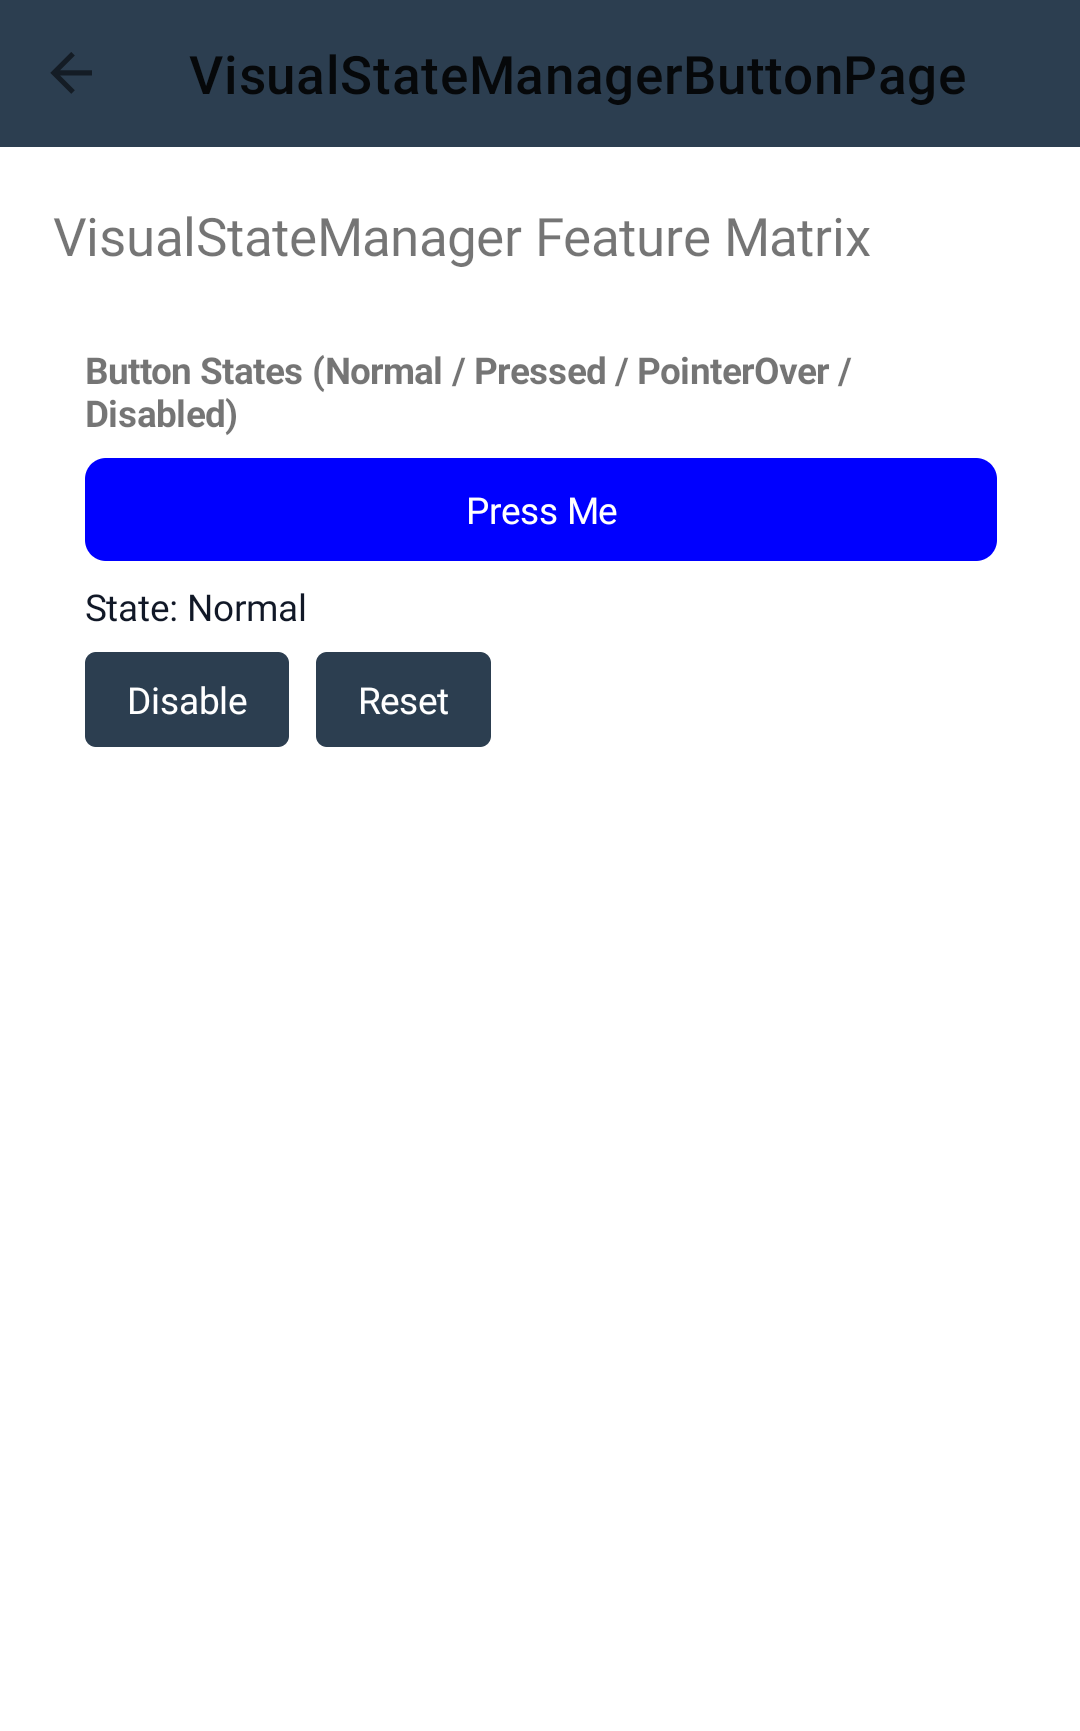 VisualStateManagerButtonPage
VisualStateManager Feature Matrix
Button States (Normal / Pressed / PointerOver /
Disabled)
Press Me
State: Normal
Disable Reset